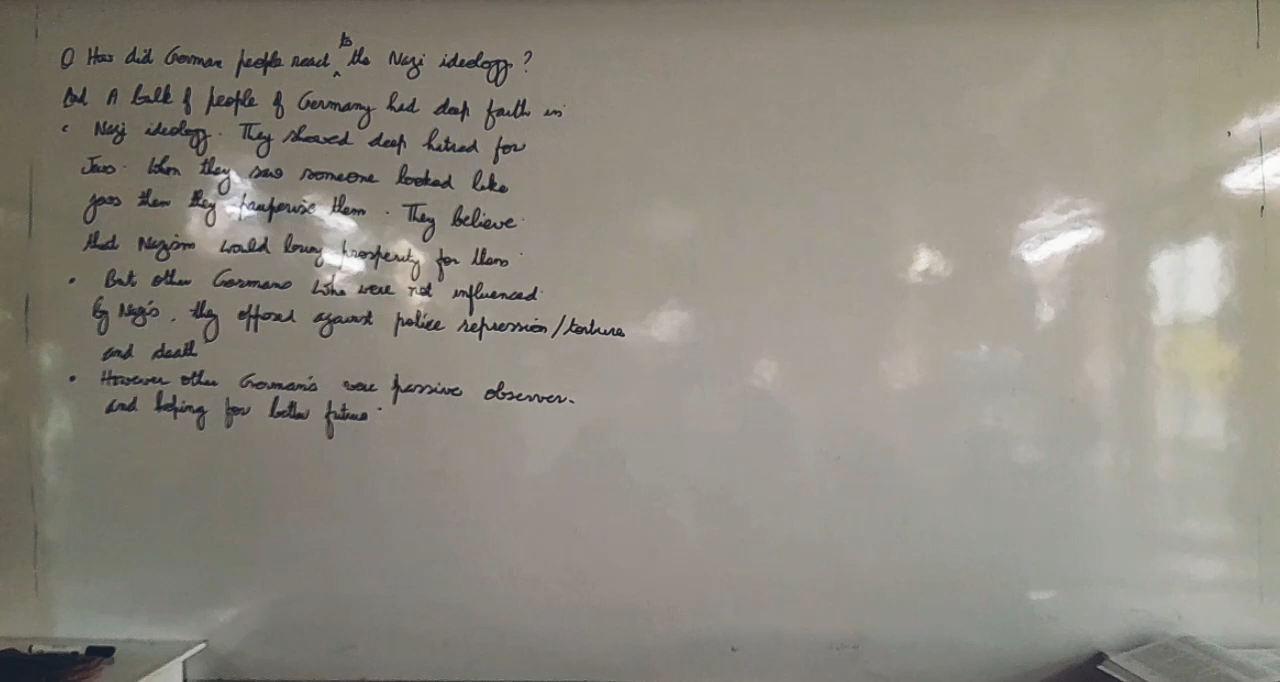 Q How did German people react to the Nazi ideology ?
And A bulk of people of Germany had deep faith in
Nazi ideology. They showed deep hatred for
Jews. When they saw someone looked like
jews then they pauperise them. They believe
that Nazism would bring prosperity for them.
• But other Germans who were not influenced
by Nazis, they opposed against police repression/torture
and death
• However other German's were passive observer.
and hoping for better future.